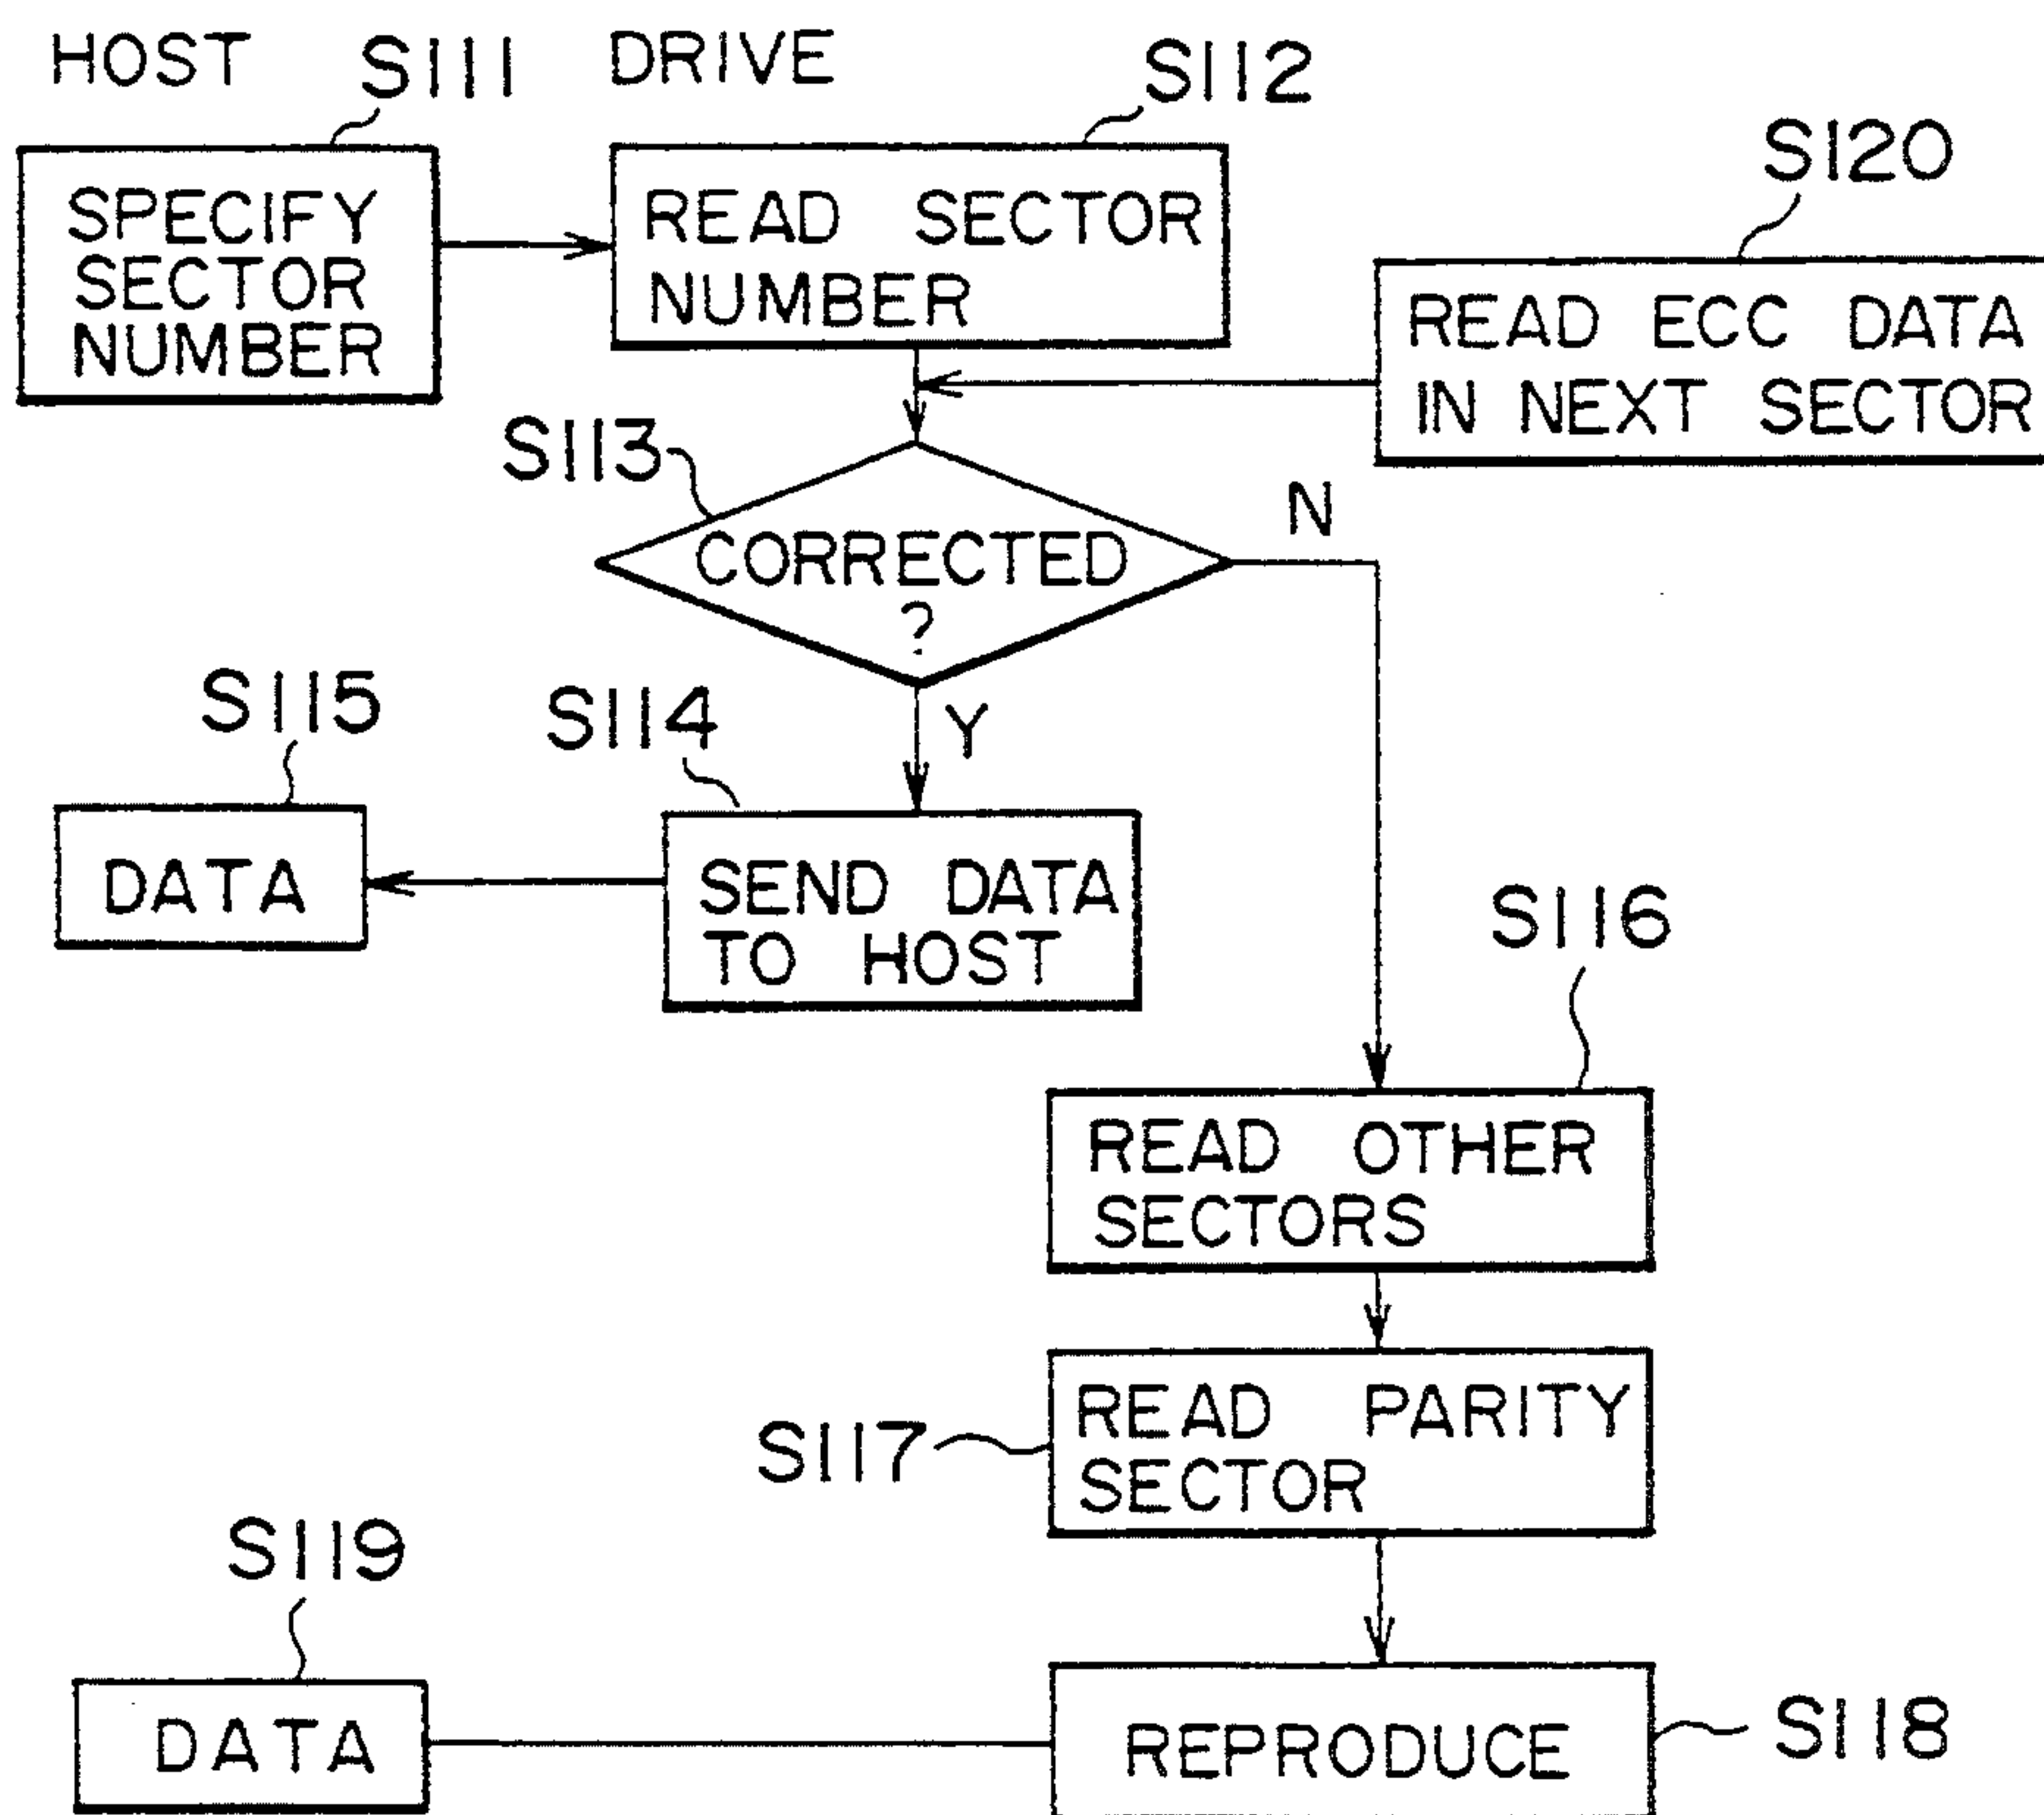 HOST
S111
DRIVE
S112
S120
SPECIFY
SECTOR
NUMBER
READ SECTOR
NUMBER
READ ECC DATA
IN NEXT SECTOR
S113
N
CORRECTED
?
S115
S114
Y
DATA
SEND DATA
TO HOST
S116
READ OTHER
SECTORS
S117
READ PARITY
SECTOR
S119
DATA
REPRODUCE
S118